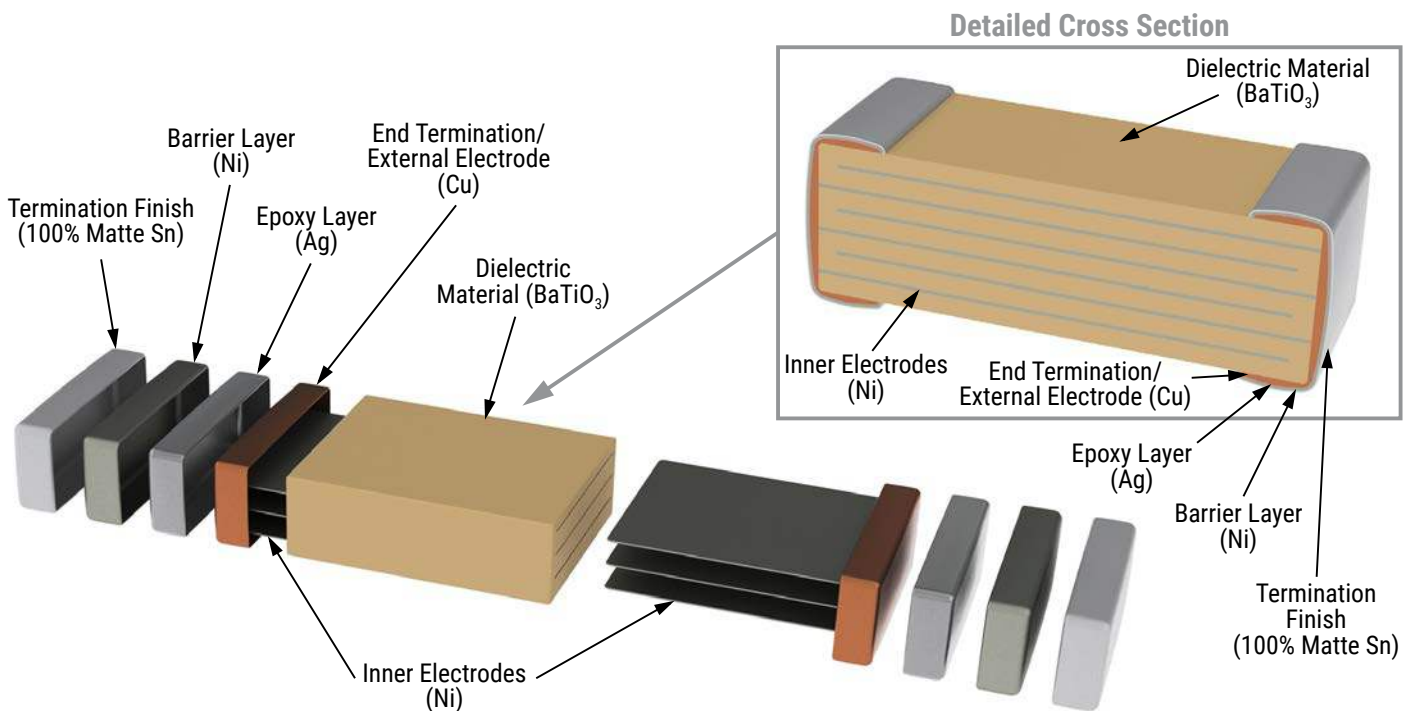 Detailed Cross Section
Dielectric Material
(BaTiO₃)
Inner Electrodes
(Ni)
End Termination/
External Electrode (Cu)
Epoxy Layer
(Ag)
Barrier Layer
(Ni)
Termination
Finish
(100% Matte Sn)
Termination Finish
(100% Matte Sn)
Barrier Layer
(Ni)
Epoxy Layer
(Ag)
End Termination/
External Electrode
(Cu)
Dielectric
Material (BaTiO₃)
Inner Electrodes
(Ni)